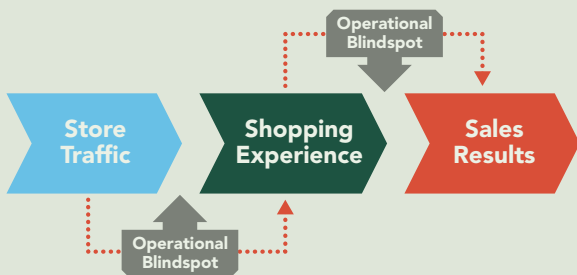 Operational
Blindspot
Store
Traffic
Shopping
Experience
Sales
Results
Operational
Blindspot